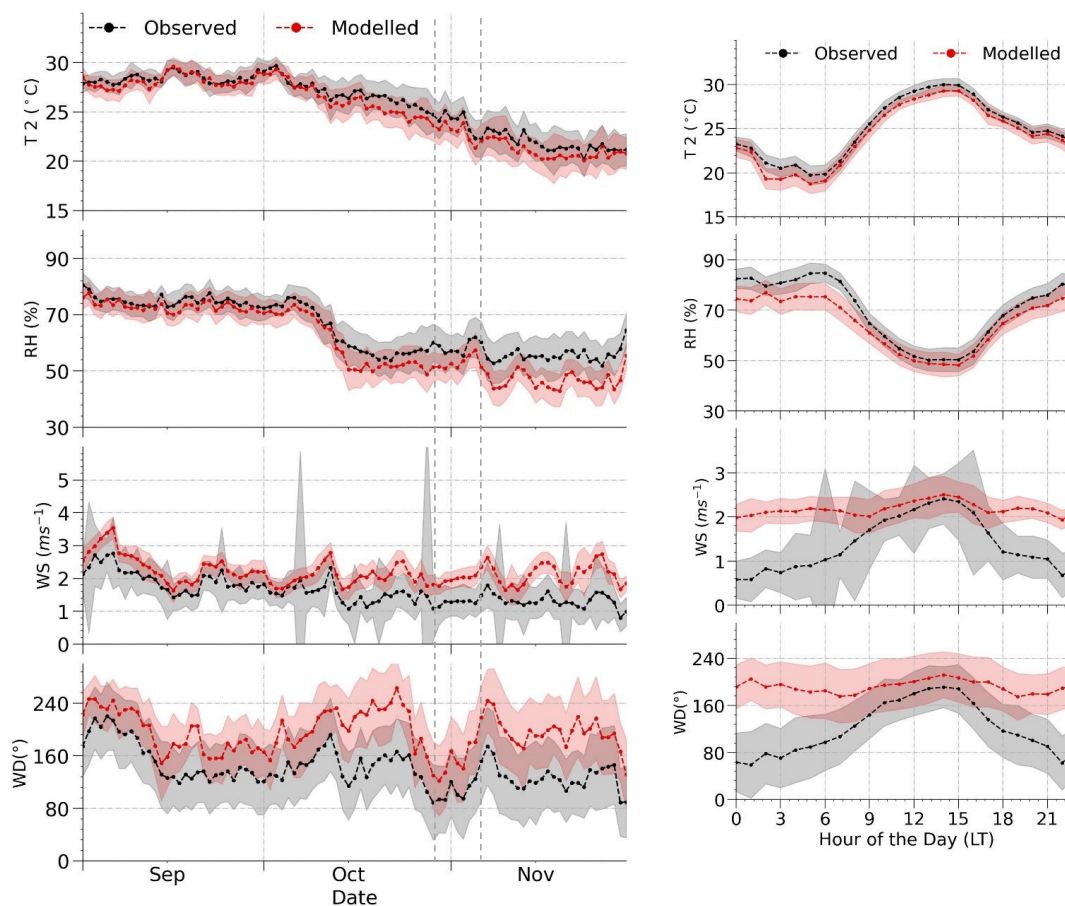 Observed Modelled
T 2 (°C)
30
25
20
15
RH (%)
90
70
50
30
WS (ms⁻¹)
5
4
3
2
1
0
WD(°)
240
160
80
0
Sep Oct Nov
Date
Observed Modelled
T 2 (°C)
30
25
20
15
RH (%)
90
70
50
30
WS (ms⁻¹)
3
2
1
0
WD(°)
240
160
80
0
0 3 6 9 12 15 18 21
Hour of the Day (LT)